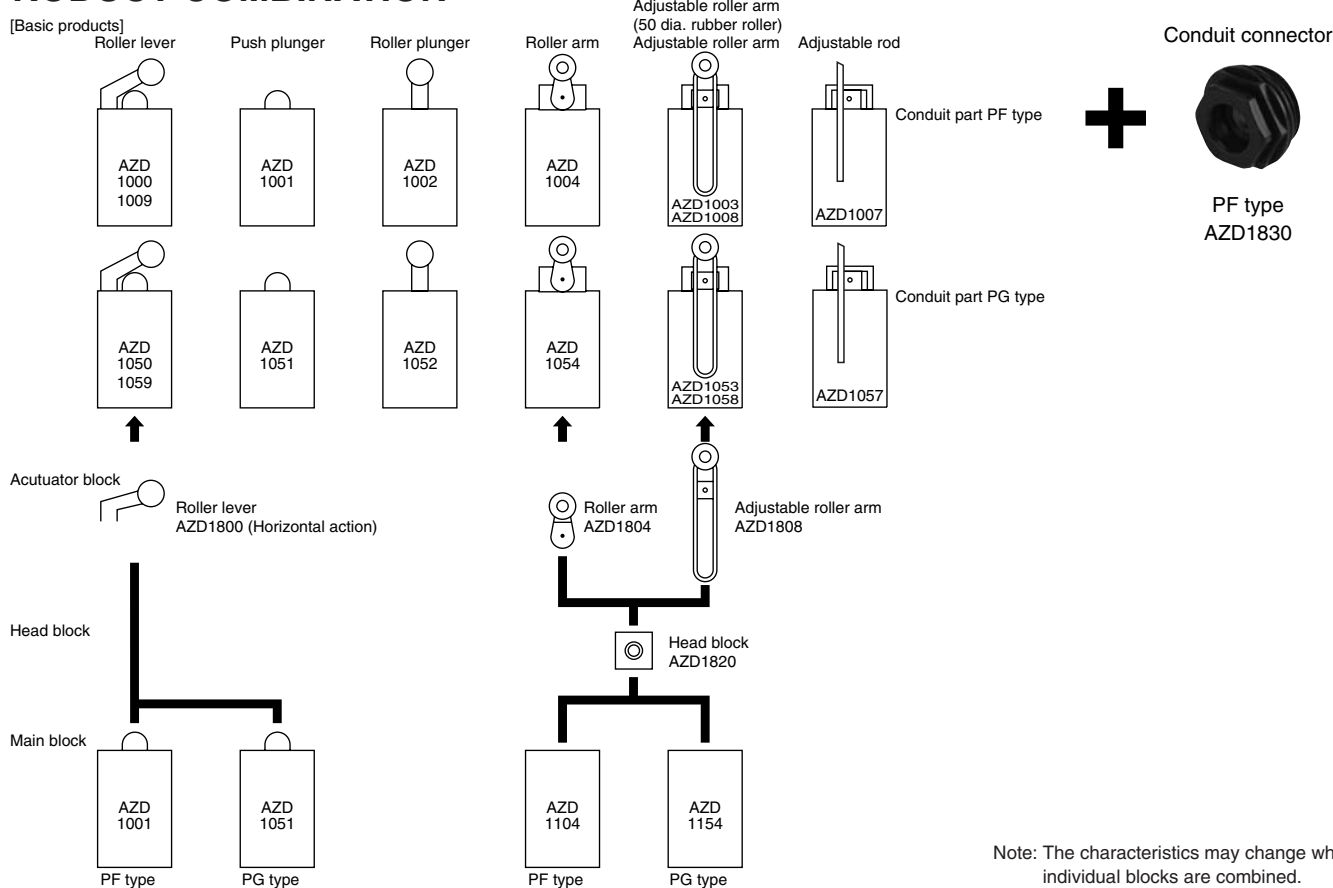 [Basic products]
Roller lever
Push plunger
Roller plunger
Roller arm
Adjustable roller arm
(50 dia. rubber roller)
Adjustable roller arm
Adjustable rod
Conduit connector
AZD
1000
1009
AZD
1001
AZD
1002
AZD
1004
AZD1003
AZD1008
AZD1007
Conduit part PF type
PF type
AZD1830
AZD
1050
1059
AZD
1051
AZD
1052
AZD
1054
AZD1053
AZD1058
AZD1057
Conduit part PG type
Acutuator block
Roller lever
AZD1800 (Horizontal action)
Roller arm
AZD1804
Adjustable roller arm
AZD1808
Head block
Head block
AZD1820
Main block
AZD
1001
AZD
1051
AZD
1104
AZD
1154
PF type
PG type
PF type
PG type
Note: The characteristics may change wh
individual blocks are combined.